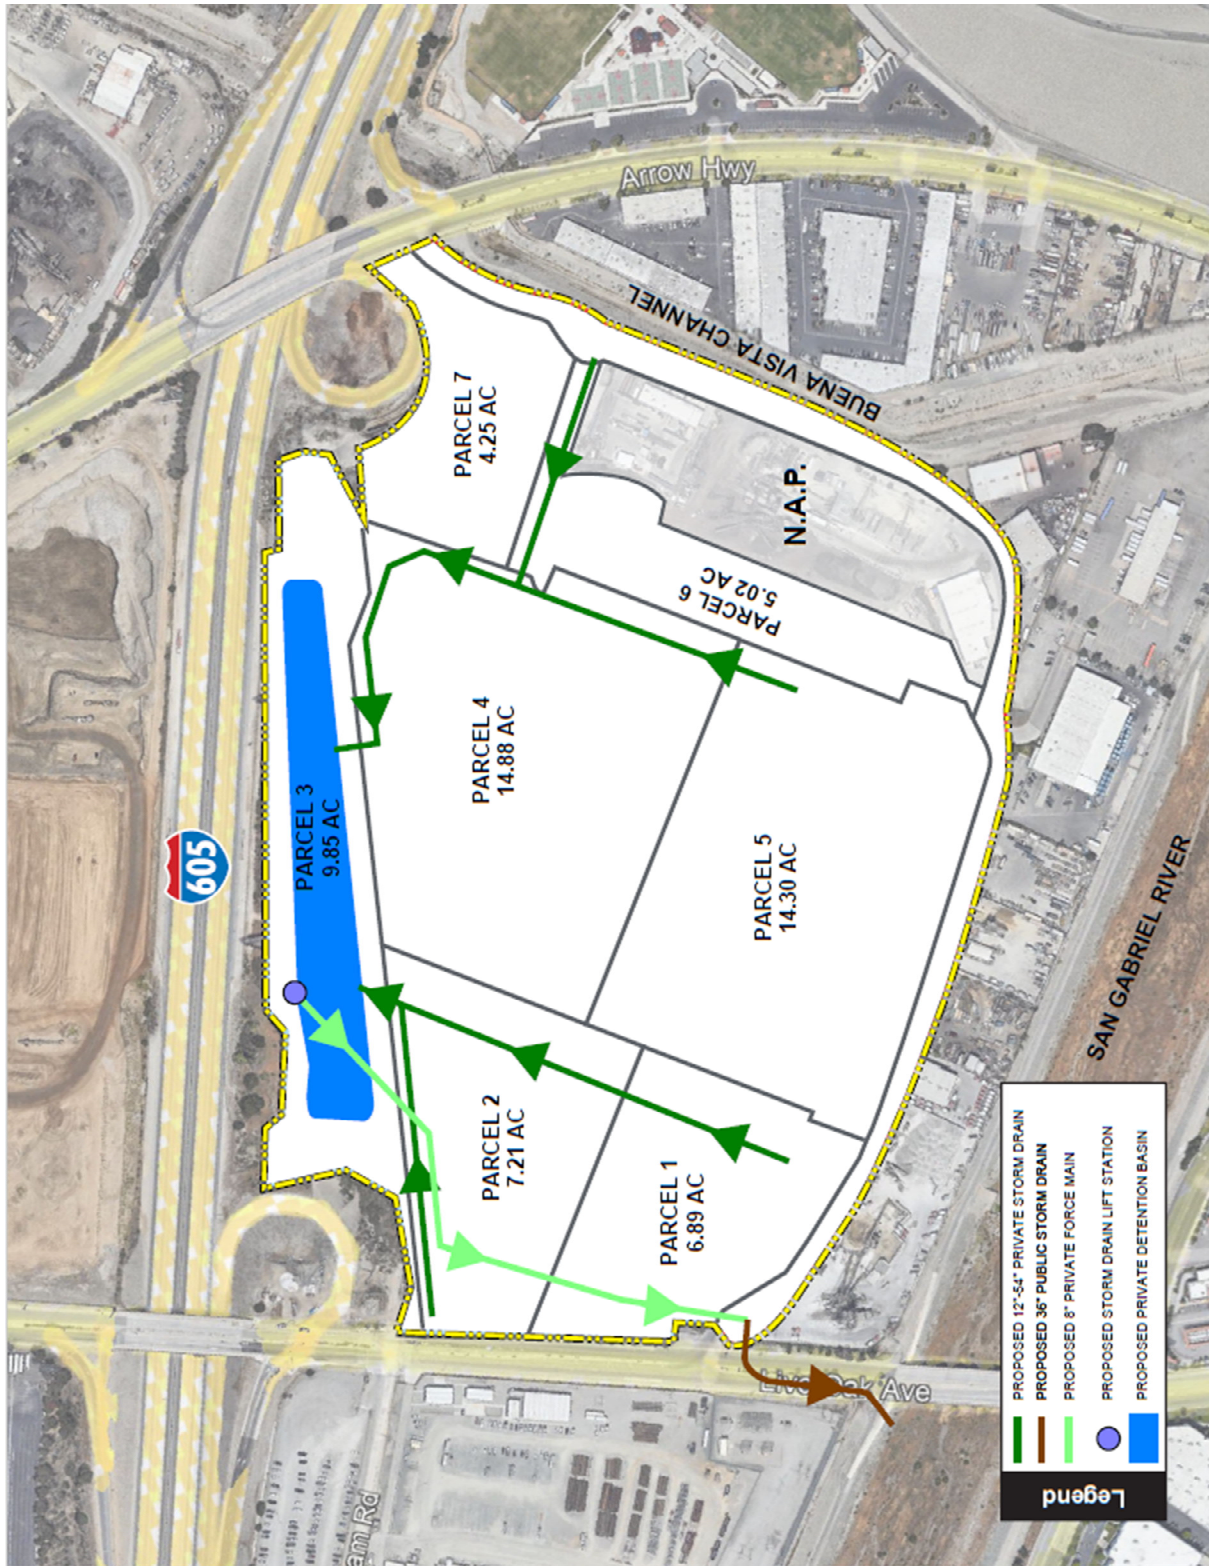 Arrow Hwy
BUENA VISTA CHANNEL
PARCEL 7
4.25 AC
N.A.P.
PARCEL 6
5.02 AC
PARCEL 4
14.88 AC
PARCEL 3
9.85 AC
605
PARCEL 5
14.30 AC
PARCEL 2
7.21 AC
PARCEL 1
6.89 AC
SAN GABRIEL RIVER
Live Oak Ave
am Rd
Legend
PROPOSED 12"-54" PRIVATE STORM DRAIN
PROPOSED 36" PUBLIC STORM DRAIN
PROPOSED 8" PRIVATE FORCE MAIN
PROPOSED STORM DRAIN LIFT STATION
PROPOSED PRIVATE DETENTION BASIN